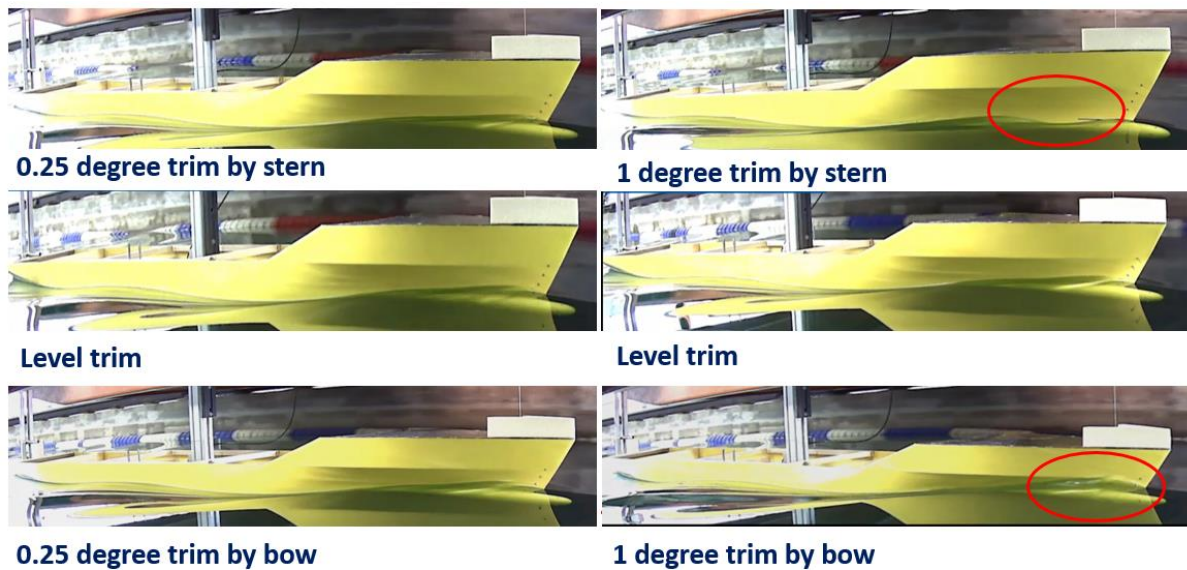 0.25 degree trim by stern
1 degree trim by stern
Level trim
Level trim
0.25 degree trim by bow
1 degree trim by bow